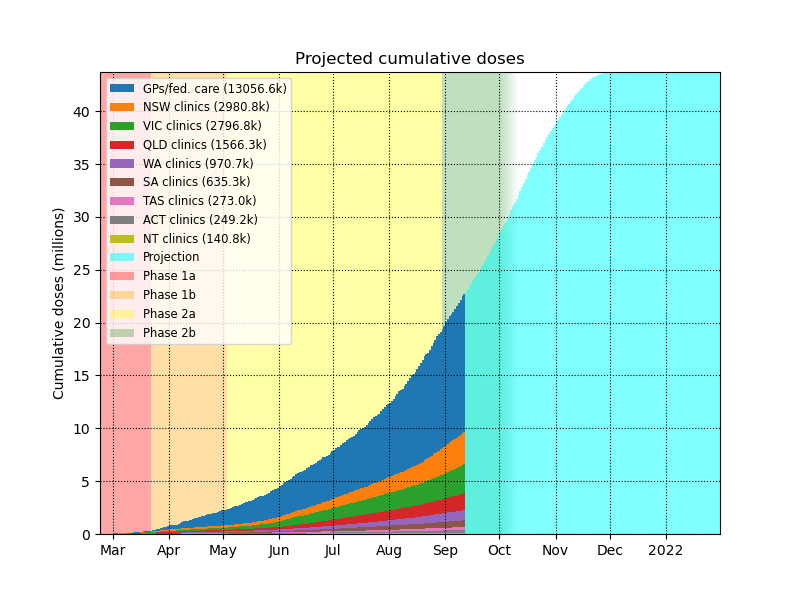 Projected cumulative doses
Cumulative doses (millions)
40
35
30
25
20
15
10
5
0
GPs/fed. care (13056.6k)
NSW clinics (2980.8k)
VIC clinics (2796.8k)
QLD clinics (1566.3k)
WA clinics (970.7k)
SA clinics (635.3k)
TAS clinics (273.0k)
ACT clinics (249.2k)
NT clinics (140.8k)
Projection
Phase 1a
Phase 1b
Phase 2a
Phase 2b
Mar Apr May Jun Jul Aug Sep Oct Nov Dec 2022